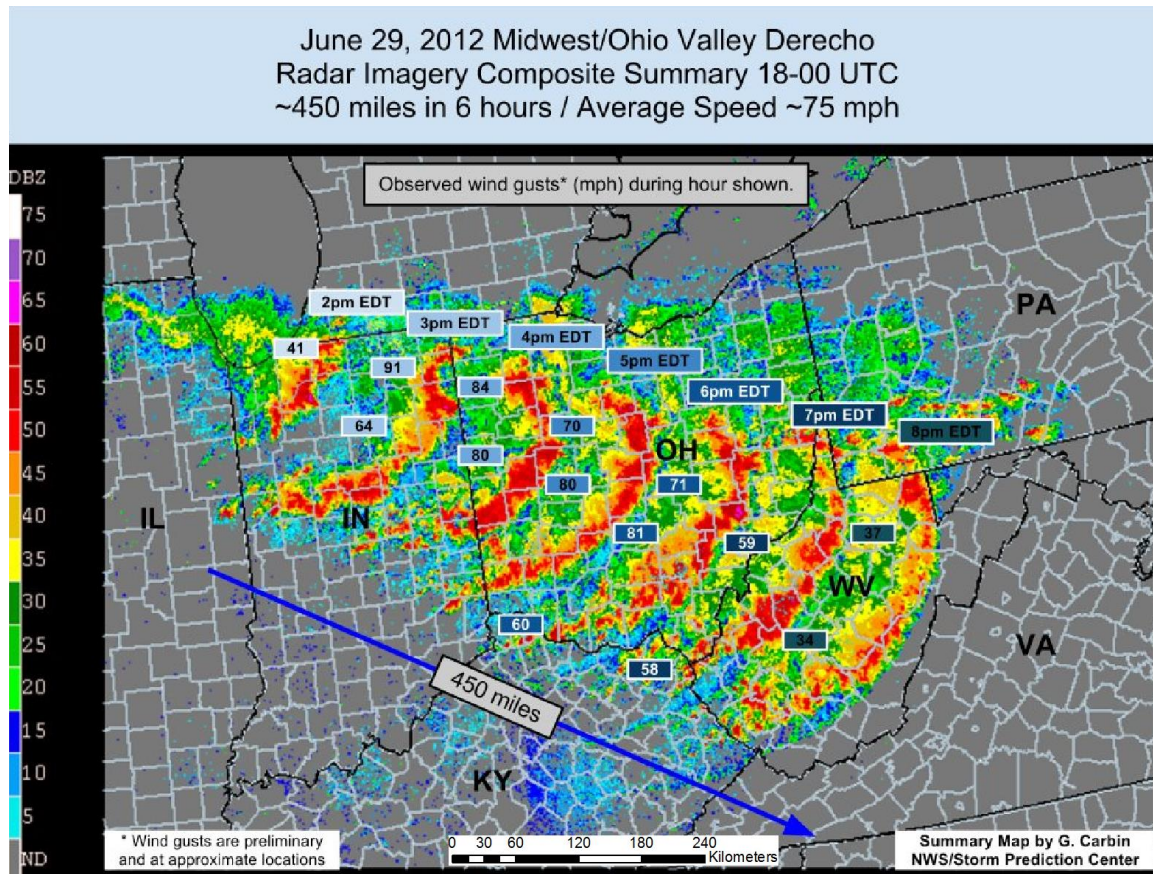 June 29, 2012 Midwest/Ohio Valley Derecho
Radar Imagery Composite Summary 18-00 UTC
~450 miles in 6 hours / Average Speed ~75 mph
DBZ
75
70
65
60
55
50
45
40
35
30
25
20
15
10
5
ND
Observed wind gusts* (mph) during hour shown.
2pm EDT
3pm EDT
4pm EDT
5pm EDT
6pm EDT
7pm EDT
8pm EDT
PA
41
91
84
64
70
OH
80
80
71
IL
IN
81
59
37
WV
60
34
VA
58
450 miles
KY
* Wind gusts are preliminary
and at approximate locations
0 30 60 120 180 240
Kilometers
Summary Map by G. Carbin
NWS/Storm Prediction Center